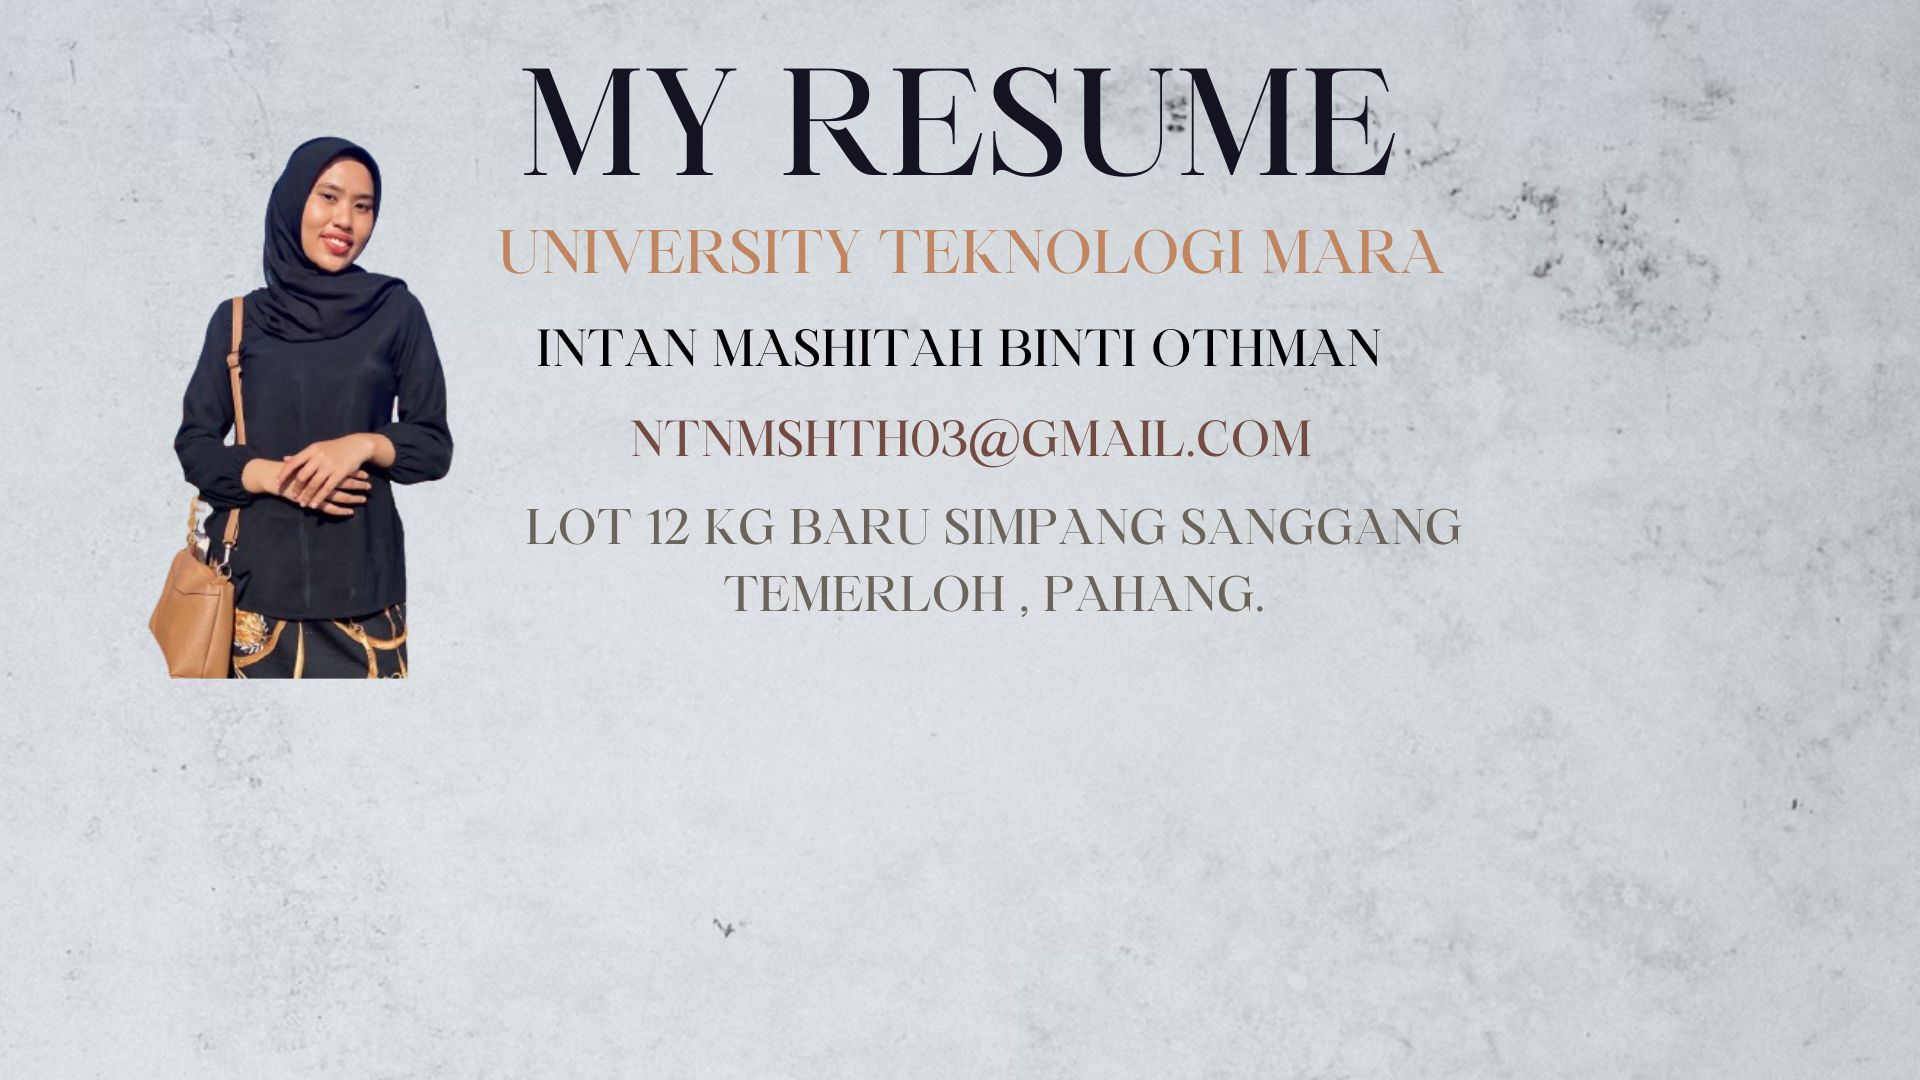 MY RESUME
UNIVERSITY TEKNOLOGI MARA
INTAN MASHITAH BINTI OTHMAN
NTNMSHTH03@GMAIL.COM
LOT 12 KG BARU SIMPANG SANGGANG
TEMERLOH , PAHANG.